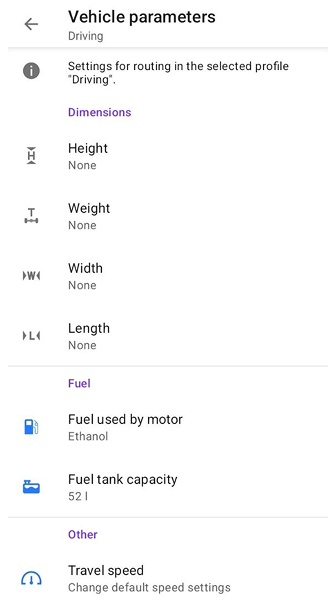 Vehicle parameters
Driving
Settings for routing in the selected profile
"Driving".
Dimensions
H
Height
None
T
Weight
None
W
Width
None
L
Length
None
Fuel
Fuel used by motor
Ethanol
Fuel tank capacity
52 l
Other
Travel speed
Change default speed settings